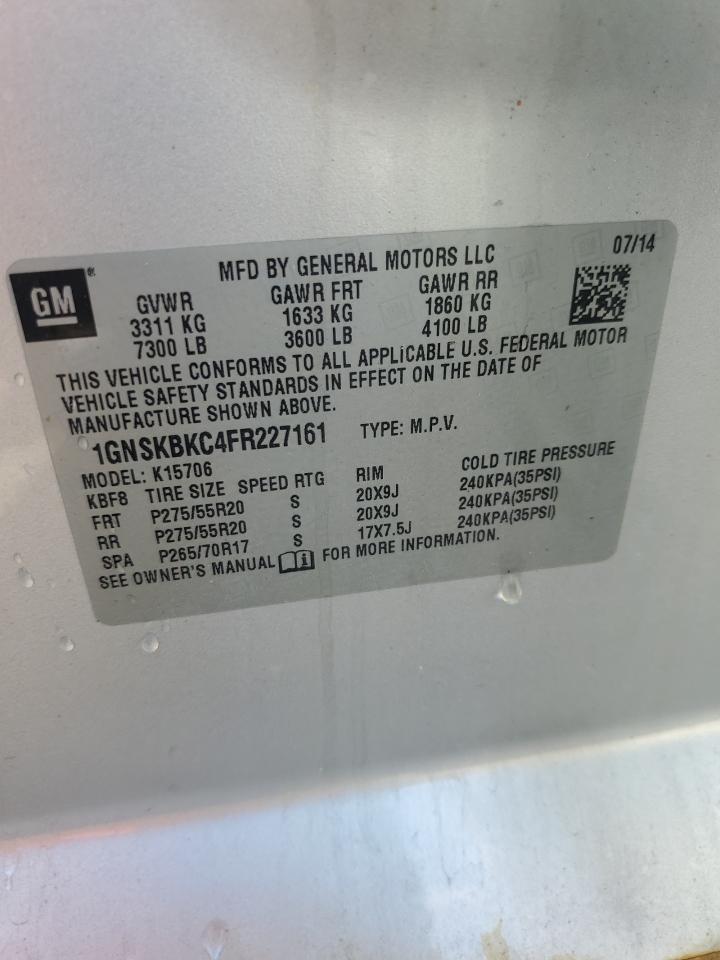 GM
MFD BY GENERAL MOTORS LLC 07/14
GVWR GAWR FRT GAWR RR
3311 KG 1633 KG 1860 KG
7300 LB 3600 LB 4100 LB
THIS VEHICLE CONFORMS TO ALL APPLICABLE U.S. FEDERAL MOTOR
VEHICLE SAFETY STANDARDS IN EFFECT ON THE DATE OF
MANUFACTURE SHOWN ABOVE.
1GNSKBKC4FR227161 TYPE: M.P.V.
MODEL: K15706
KBF8 TIRE SIZE SPEED RTG RIM COLD TIRE PRESSURE
FRT P275/55R20 S 20X9J 240KPA(35PSI)
RR P275/55R20 S 20X9J 240KPA(35PSI)
SPA P265/70R17 S 17X7.5J 240KPA(35PSI)
SEE OWNER'S MANUAL FOR MORE INFORMATION.